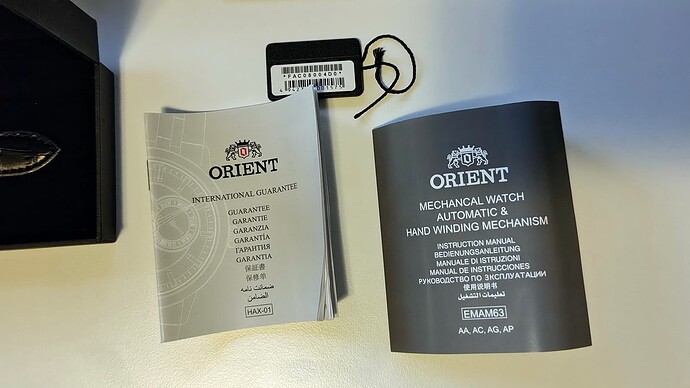 *FAC08004D0*
ORIENT
INTERNATIONAL GUARANTEE
GUARANTEE
GARANTIE
GARANZIA
GARANTÍA
ГАРАНТИЯ
GARANTIA
保証書
保修单
ضمانت نامه
الضامن
HAX-01
ORIENT
MECHANCAL WATCH
AUTOMATIC &
HAND WINDING MECHANISM
INSTRUCTION MANUAL
BEDIENUNGSANLEITUNG
MANUALE DI ISTRUZIONI
MANUAL DE INSTRUCCIONES
РУКОВОДСТВО ПО ЭКСПЛУАТАЦИИ
使用说明书
تعليمات التشغيل
EMAM63
AA, AC, AG, AP